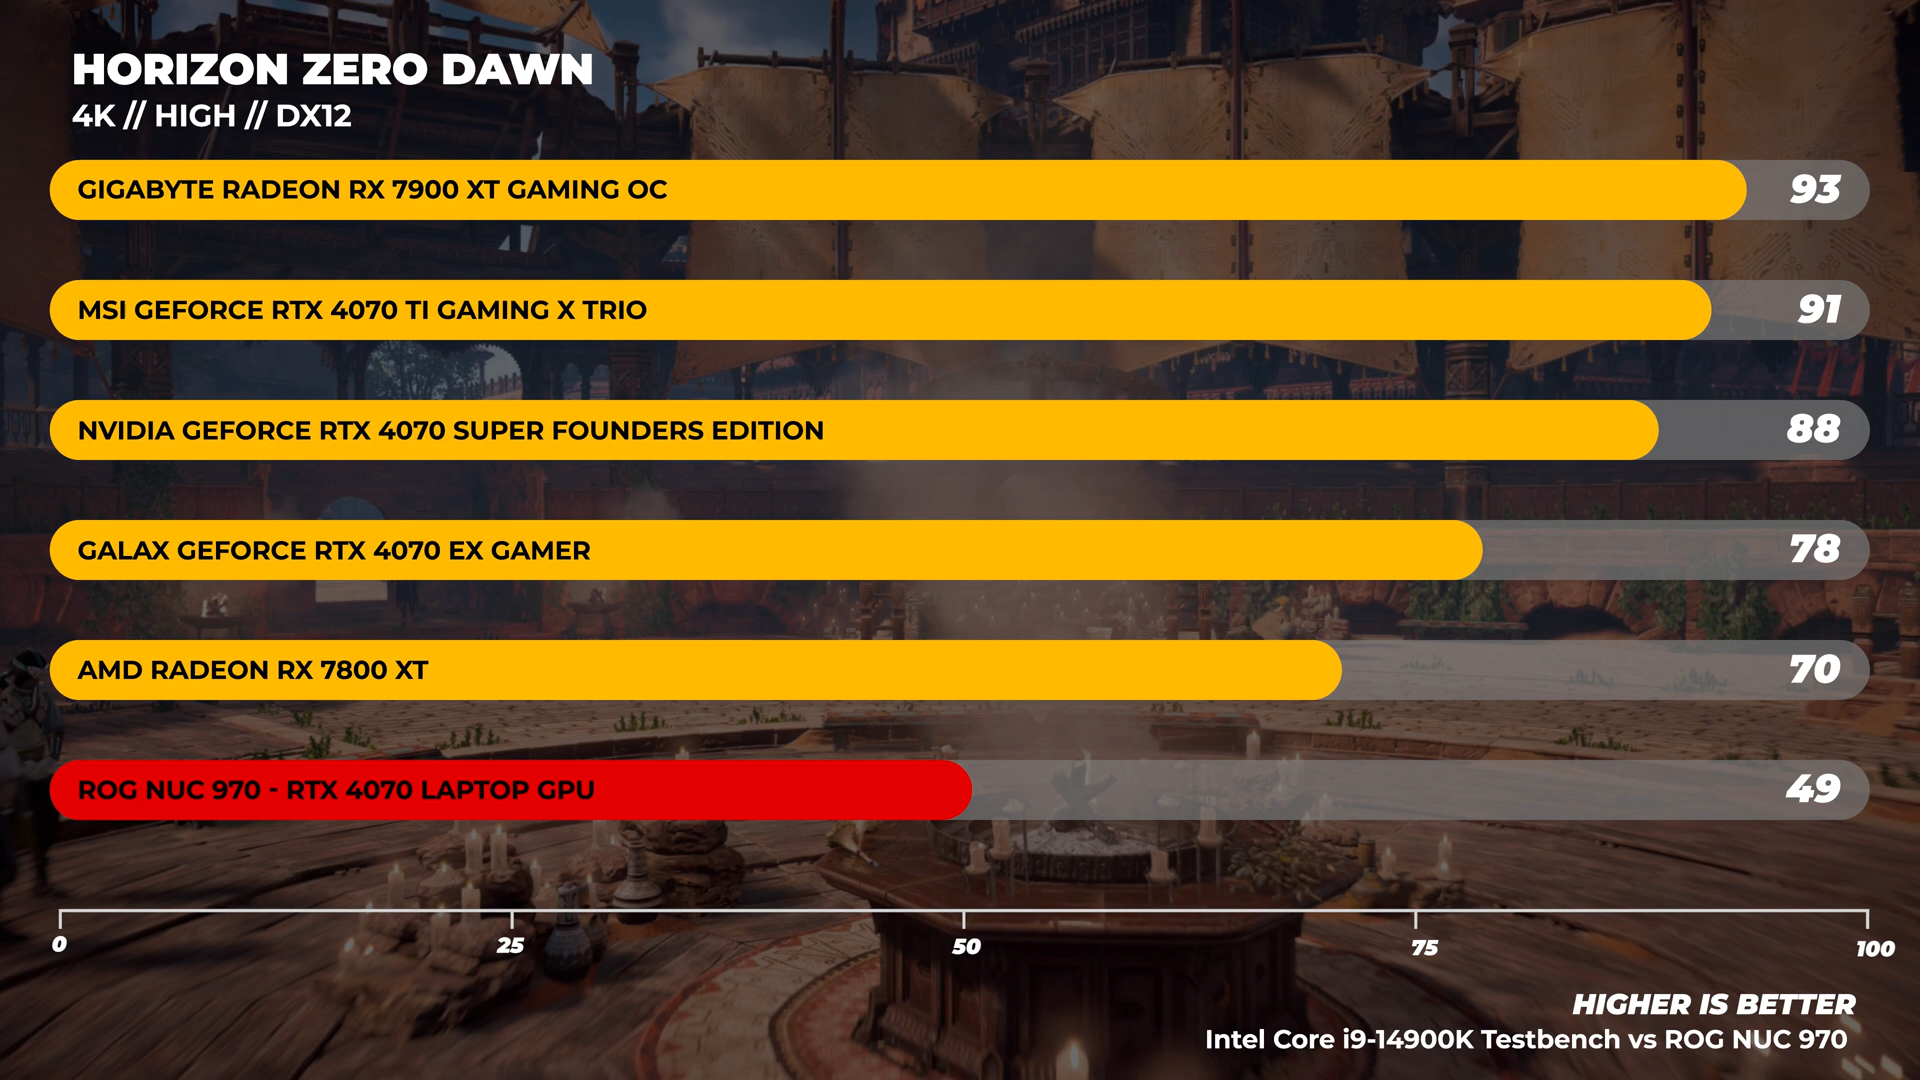 HORIZON ZERO DAWN
4K // HIGH // DX12
GIGABYTE RADEON RX 7900 XT GAMING OC 93
MSI GEFORCE RTX 4070 TI GAMING X TRIO 91
NVIDIA GEFORCE RTX 4070 SUPER FOUNDERS EDITION 88
GALAX GEFORCE RTX 4070 EX GAMER 78
AMD RADEON RX 7800 XT 70
ROG NUC 970 - RTX 4070 LAPTOP GPU 49
0 25 50 75 100
HIGHER IS BETTER
Intel Core i9-14900K Testbench vs ROG NUC 970